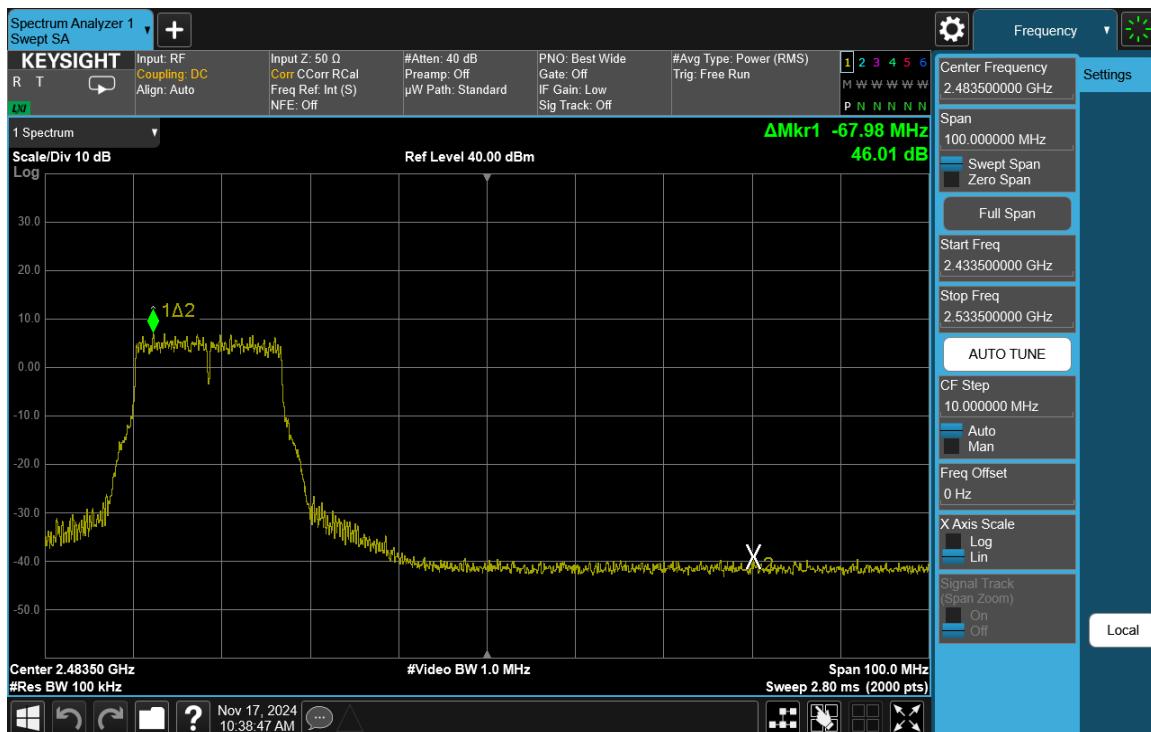 Spectrum Analyzer 1
Swept SA
Frequency
KEYSIGHT
R T
LXI
Input: RF
Coupling: DC
Align: Auto
Input Z: 50 Ω
Corr CCorr RCal
Freq Ref: Int (S)
NFE: Off
#Atten: 40 dB
Preamp: Off
µW Path: Standard
PNO: Best Wide
Gate: Off
IF Gain: Low
Sig Track: Off
#Avg Type: Power (RMS)
Trig: Free Run
1 2 3 4 5 6
M W W W W W
P N N N N N
1 Spectrum
Scale/Div 10 dB
Log
Ref Level 40.00 dBm
ΔMkr1 -67.98 MHz
46.01 dB
30.0
20.0
10.0
0.00
-10.0
-20.0
-30.0
-40.0
-50.0
1Δ2
X2
Center 2.48350 GHz
#Res BW 100 kHz
#Video BW 1.0 MHz
Span 100.0 MHz
Sweep 2.80 ms (2000 pts)
Nov 17, 2024
10:38:47 AM
Center Frequency
2.483500000 GHz
Span
100.000000 MHz
Swept Span
Zero Span
Full Span
Start Freq
2.433500000 GHz
Stop Freq
2.533500000 GHz
AUTO TUNE
CF Step
10.000000 MHz
Auto
Man
Freq Offset
0 Hz
X Axis Scale
Log
Lin
Signal Track
(Span Zoom)
On
Off
Settings
Local